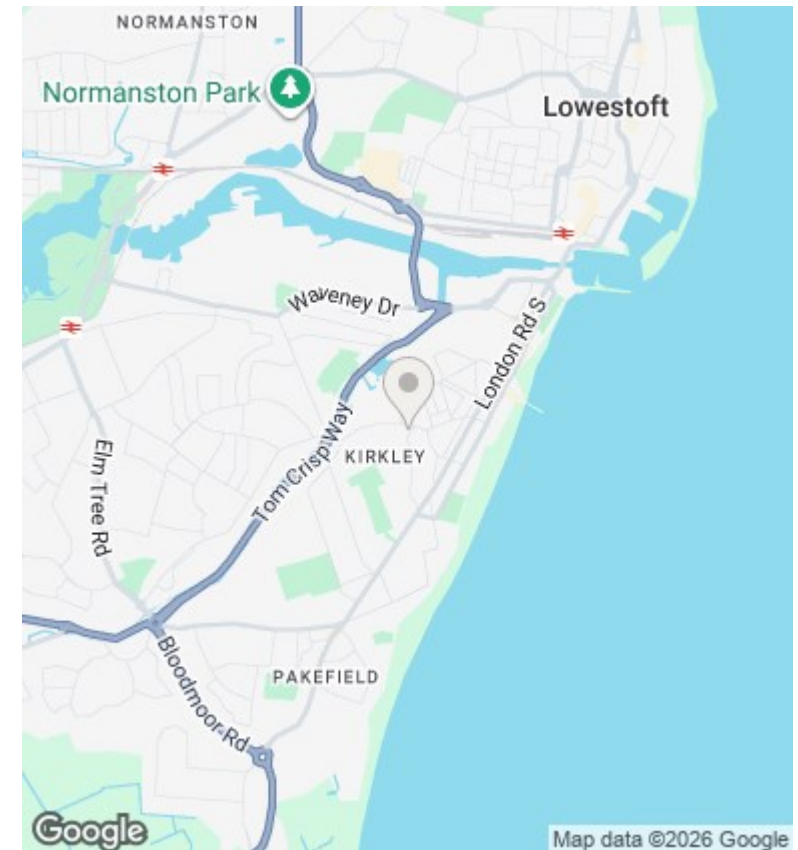 NORMANSTON
Normanston Park
Lowestoft
Waveney Dr
London Rd S
Tom Crisp Way
KIRKLEY
Elm Tree Rd
Bloodmoor Rd
PAKEFIELD
Google
Map data ©2026 Google